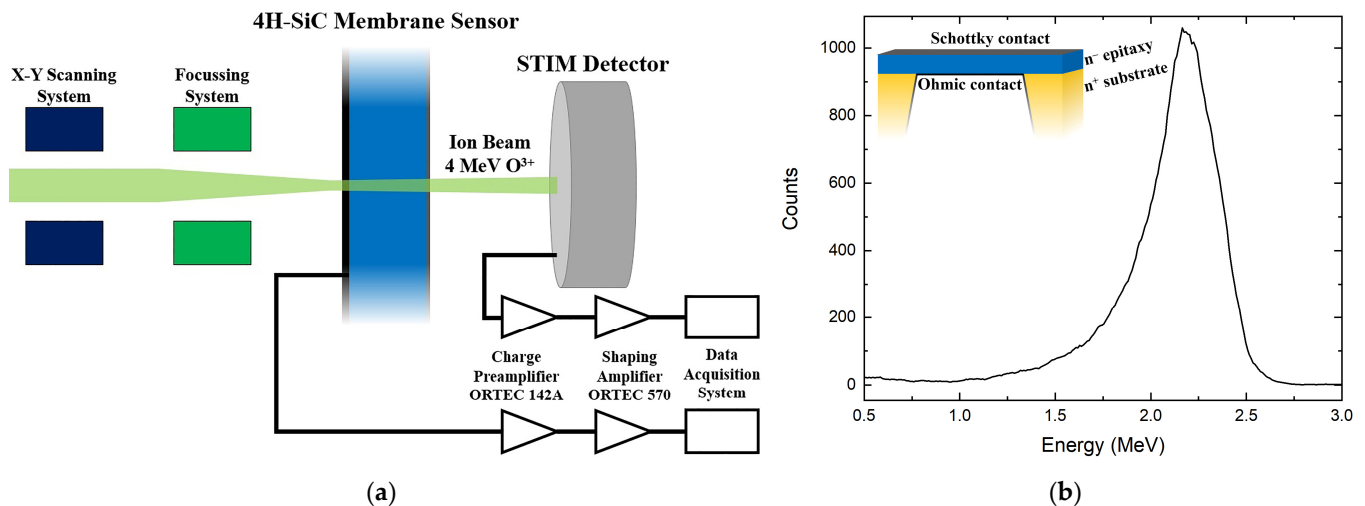 4H-SiC Membrane Sensor
X-Y Scanning
System
Focussing
System
STIM Detector
Ion Beam
4 MeV O³⁺
Charge
Preamplifier
ORTEC 142A
Shaping
Amplifier
ORTEC 570
Data
Acquisition
System
(a)
(b)
Schottky contact
n⁻ epitaxy
Ohmic contact
n⁺ substrate
Counts
1000
800
600
400
200
0
0.5 1.0 1.5 2.0 2.5 3.0
Energy (MeV)